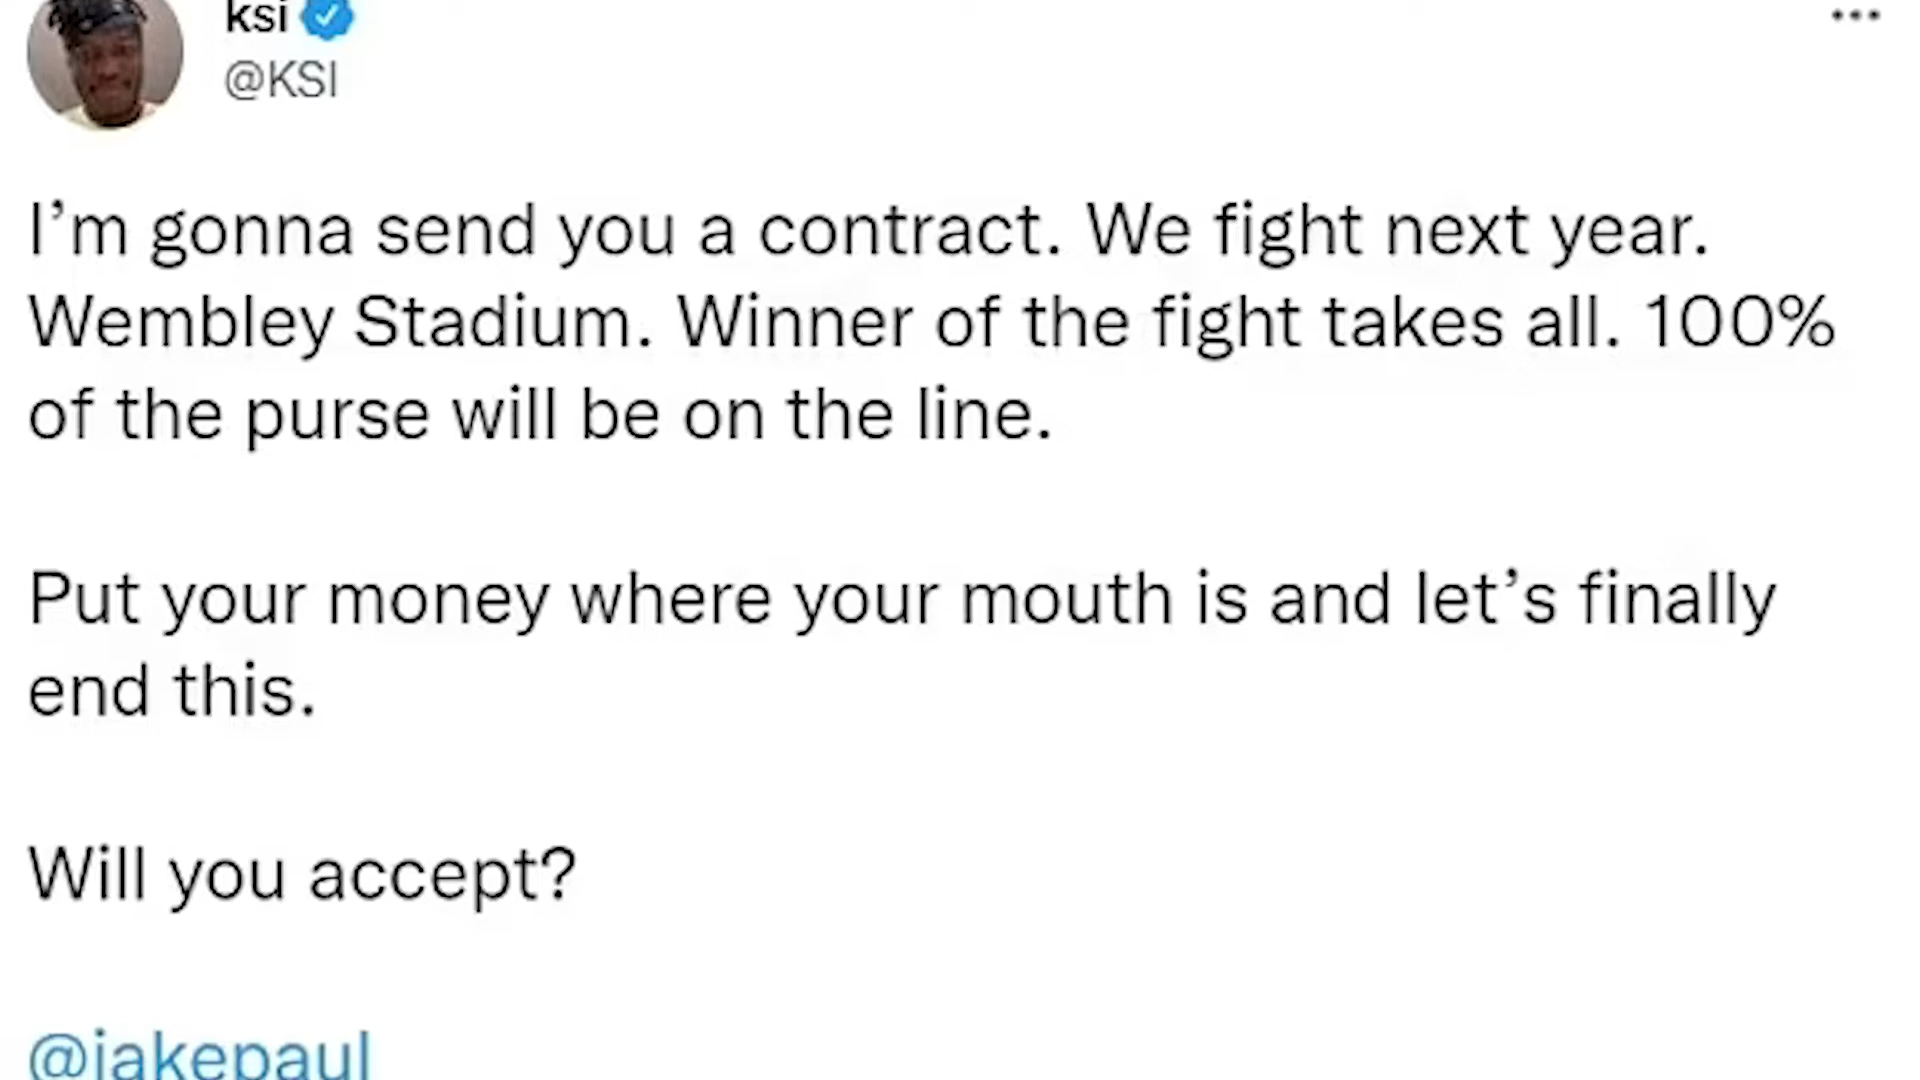 ksi
@KSI
I’m gonna send you a contract. We fight next year.
Wembley Stadium. Winner of the fight takes all. 100%
of the purse will be on the line.
Put your money where your mouth is and let’s finally
end this.
Will you accept?
@jakepaul